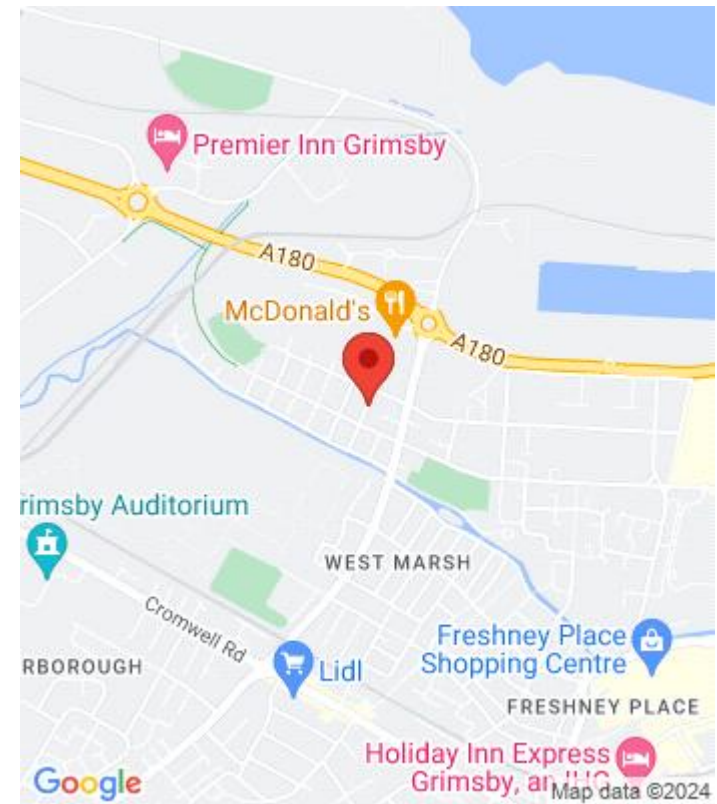 Premier Inn Grimsby
A180
McDonald's
A180
rimsby Auditorium
WEST MARSH
Cromwell Rd
Freshney Place
Shopping Centre
RBOROUGH
Lidl
FRESHNEY PLACE
Holiday Inn Express
Grimsby, an IHG
Google
Map data ©2024